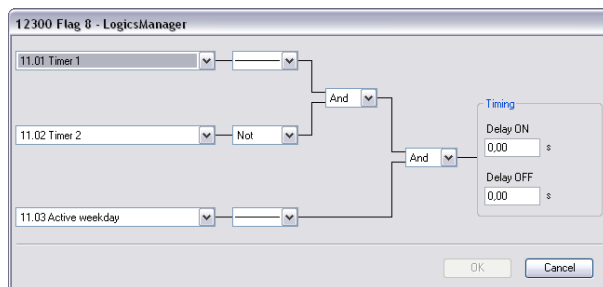 12300 Flag 8 - LogicsManager
11.01 Timer 1
And
Timing
11.02 Timer 2 Not
And
Delay ON
0,00 s
Delay OFF
0,00 s
11.03 Active weekday
OK Cancel